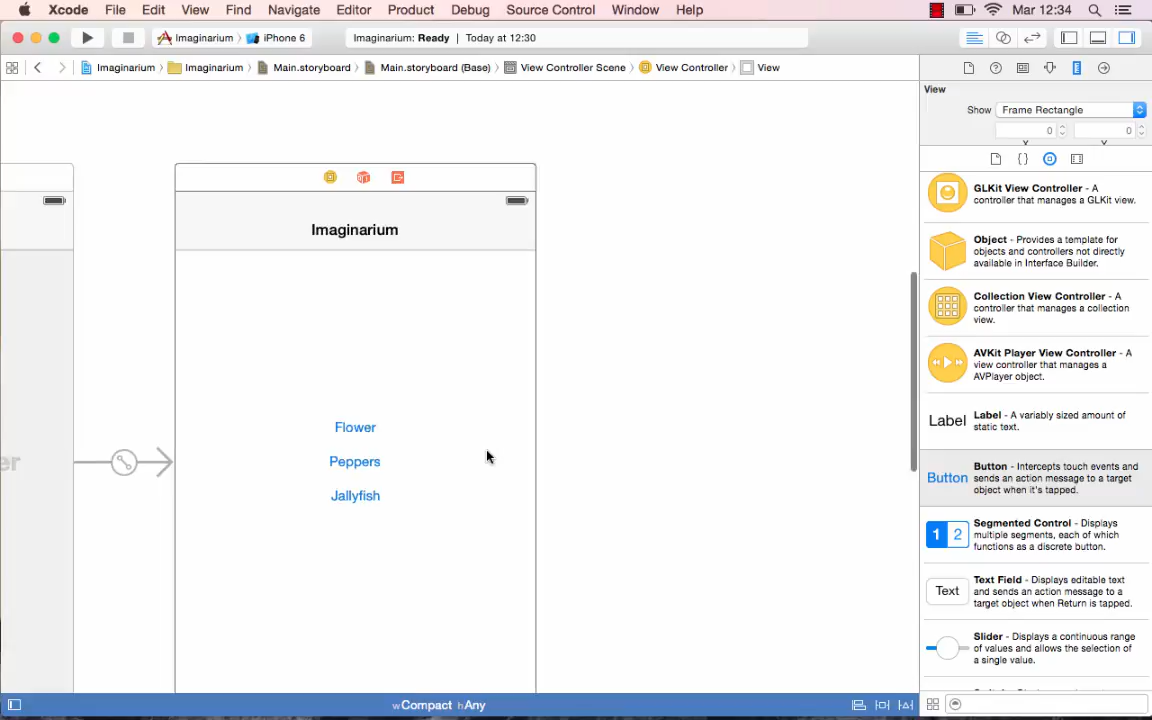 Xcode File Edit View Find Navigate Editor Product Debug Source Control Window Help Mar 12:34
Imaginarium iPhone 6 Imaginarium: Ready | Today at 12:30
Imaginarium Imaginarium Main.storyboard Main.storyboard (Base) View Controller Scene View Controller View
View
Show Frame Rectangle
0 0
GLKit View Controller - A
controller that manages a GLKit view.
Object - Provides a template for
objects and controllers not directly
available in Interface Builder.
Collection View Controller - A
controller that manages a collection
view.
AVKit Player View Controller - A
view controller that manages a
AVPlayer object.
Label
Label - A variably sized amount of
static text.
Button
Button - Intercepts touch events and
sends an action message to a target
object when it's tapped.
1 2
Segmented Control - Displays
multiple segments, each of which
functions as a discrete button.
Text
Text Field - Displays editable text
and sends an action message to a
target object when Return is tapped.
Slider - Displays a continuous range
of values and allows the selection of
a single value.
Imaginarium
Flower
Peppers
Jallyfish
er
wCompact hAny